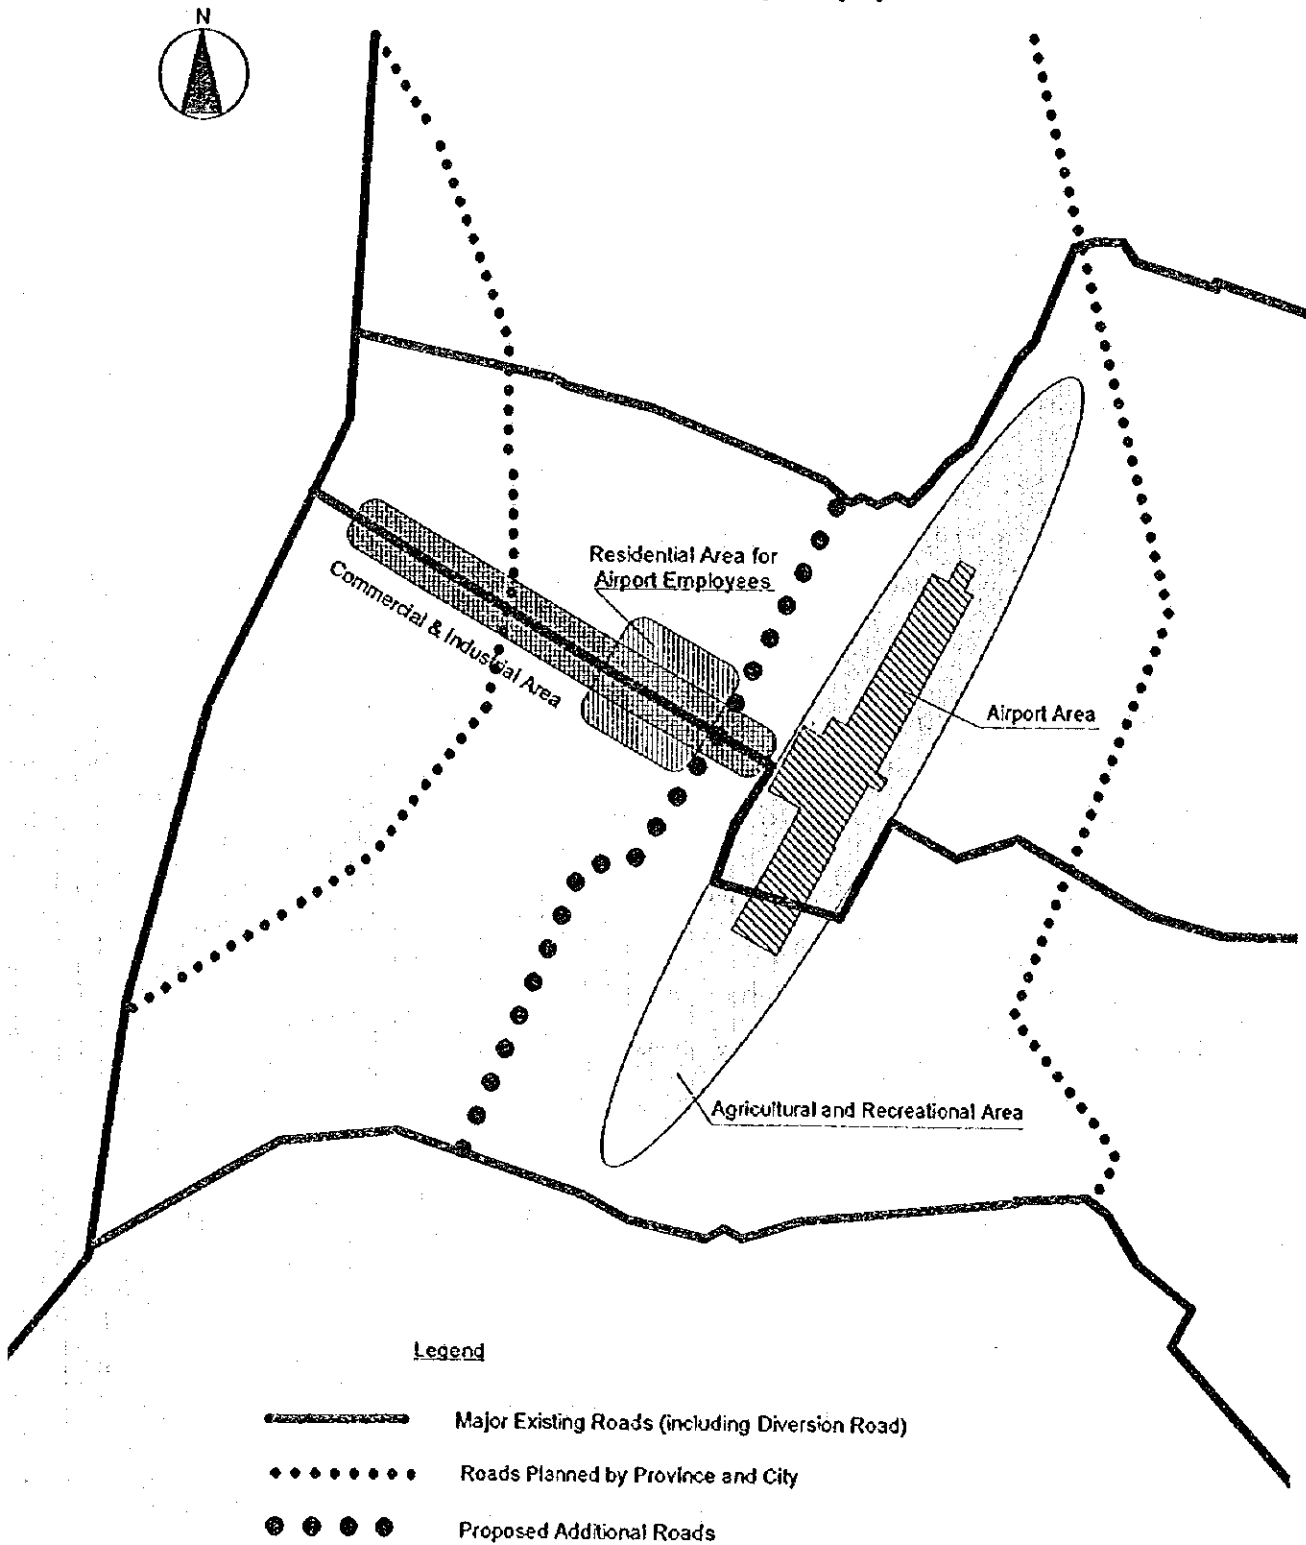 N
Residential Area for
Airport Employees
Commercial & Industrial Area
Airport Area
Agricultural and Recreational Area
Legend
Major Existing Roads (including Diversion Road)
Roads Planned by Province and City
Proposed Additional Roads